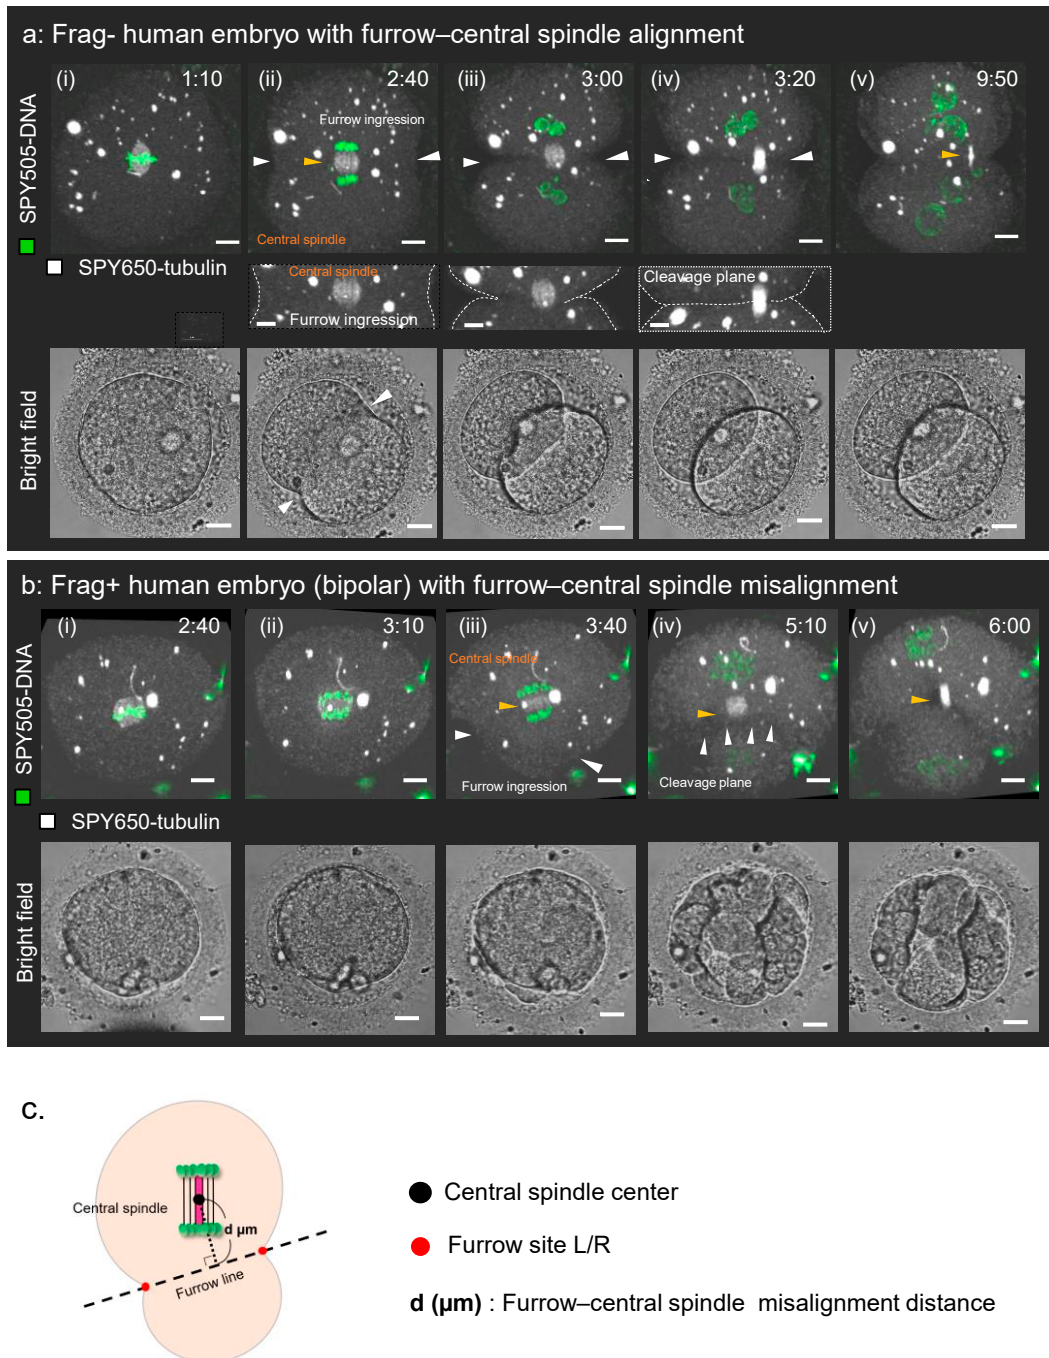 a: Frag- human embryo with furrow–central spindle alignment
(i) 1:10
(ii) 2:40
(iii) 3:00
(iv) 3:20
(v) 9:50
Furrow ingression
Central spindle
SPY505-DNA
SPY650-tubulin
Central spindle
Furrow ingression
Cleavage plane
Bright field
b: Frag+ human embryo (bipolar) with furrow–central spindle misalignment
(i) 2:40
(ii) 3:10
(iii) 3:40
(iv) 5:10
(v) 6:00
Central spindle
Furrow ingression
Cleavage plane
SPY505-DNA
SPY650-tubulin
Bright field
c.
Central spindle
d µm
Furrow line
Central spindle center
Furrow site L/R
d (µm) : Furrow–central spindle misalignment distance